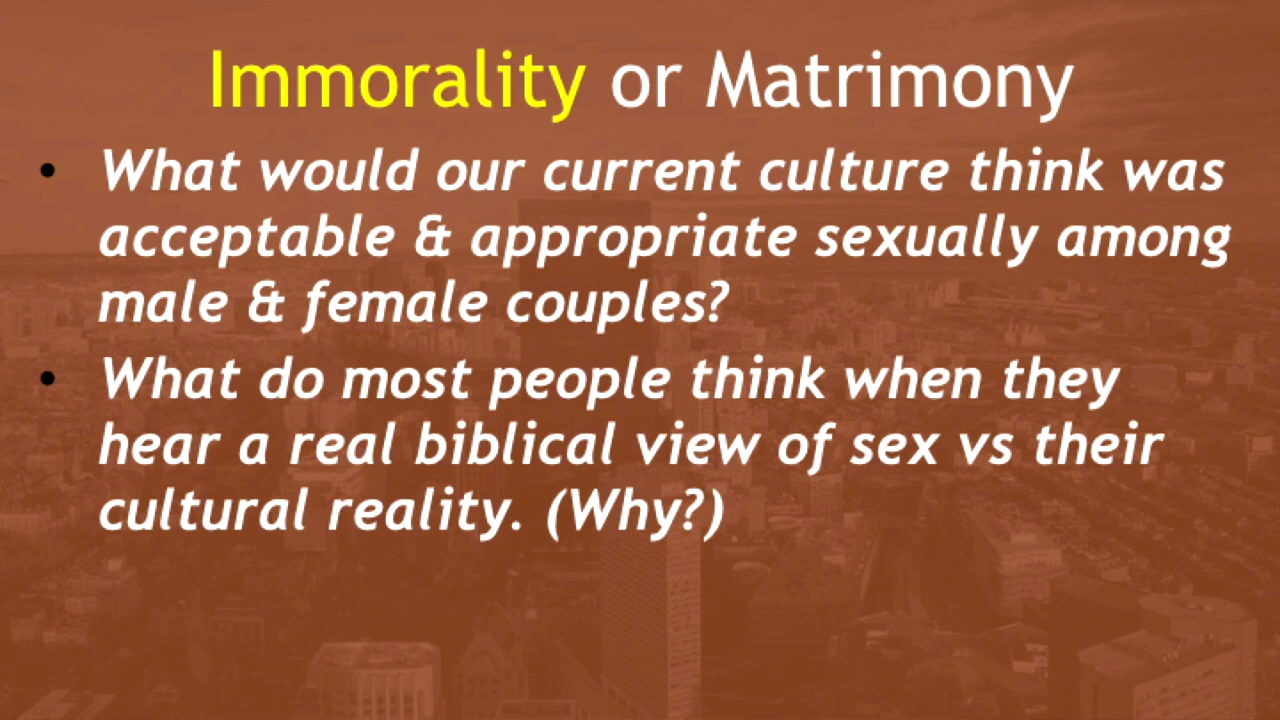 Immorality or Matrimony
• What would our current culture think was
acceptable & appropriate sexually among
male & female couples?
• What do most people think when they
hear a real biblical view of sex vs their
cultural reality. (Why?)